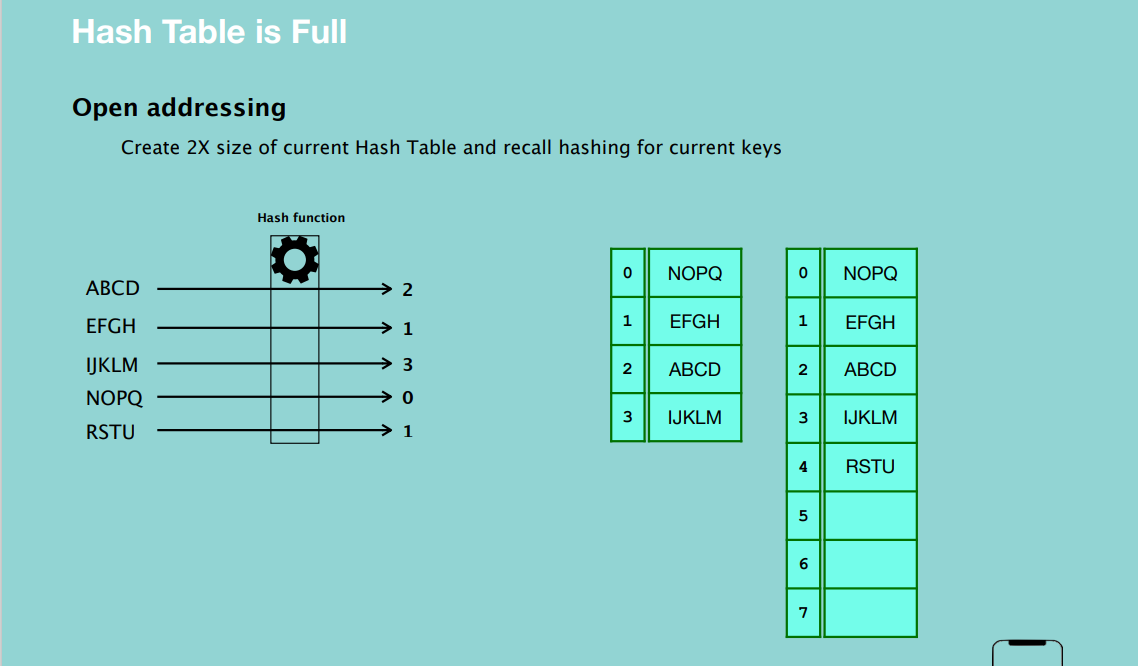 Hash Table is Full
Open addressing
Create 2X size of current Hash Table and recall hashing for current keys
Hash function
ABCD 2
EFGH 1
IJKLM 3
NOPQ 0
RSTU 1
0 NOPQ
1 EFGH
2 ABCD
3 IJKLM
0 NOPQ
1 EFGH
2 ABCD
3 IJKLM
4 RSTU
5
6
7